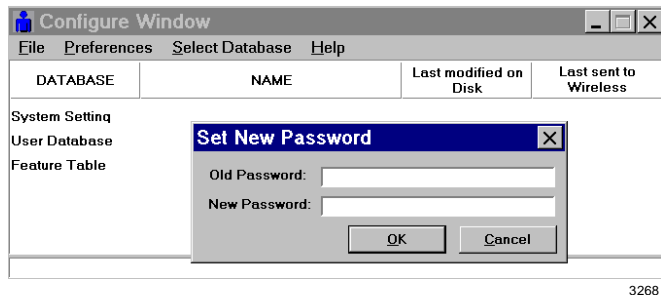 Configure Window
File Preferences Select Database Help
DATABASE NAME Last modified on Disk Last sent to Wireless
System Setting
User Database
Feature Table
Set New Password
Old Password:
New Password:
OK Cancel
3268